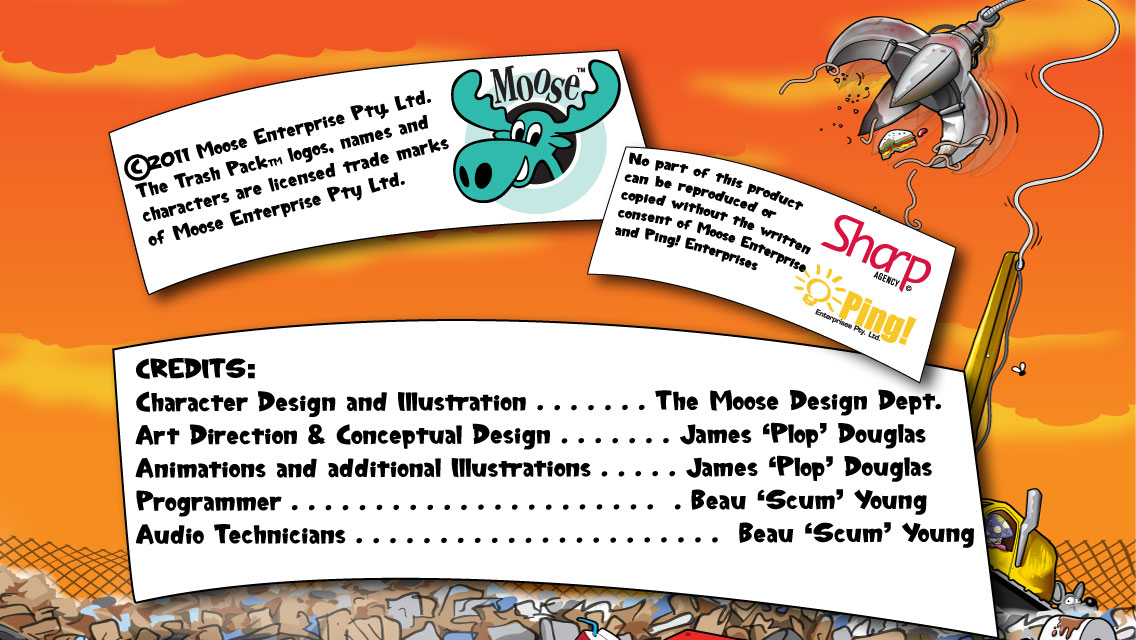 ©2011 Moose Enterprise Pty. Ltd.
The Trash Pack™ logos, names and
characters are licensed trade marks
of Moose Enterprise Pty Ltd.
Moose™
No part of this product
can be reproduced or
copied without the written
consent of Moose Enterprise
and Ping! Enterprises
Sharp
AGENCY ©
Ping!
Enterprises Pty. Ltd.
CREDITS:
Character Design and Illustration . . . . . . . The Moose Design Dept.
Art Direction & Conceptual Design . . . . . . . James ‘Plop’ Douglas
Animations and additional Illustrations . . . . . James ‘Plop’ Douglas
Programmer . . . . . . . . . . . . . . . . . . . . . . . . Beau ‘Scum’ Young
Audio Technicians . . . . . . . . . . . . . . . . . . . . . . . Beau ‘Scum’ Young